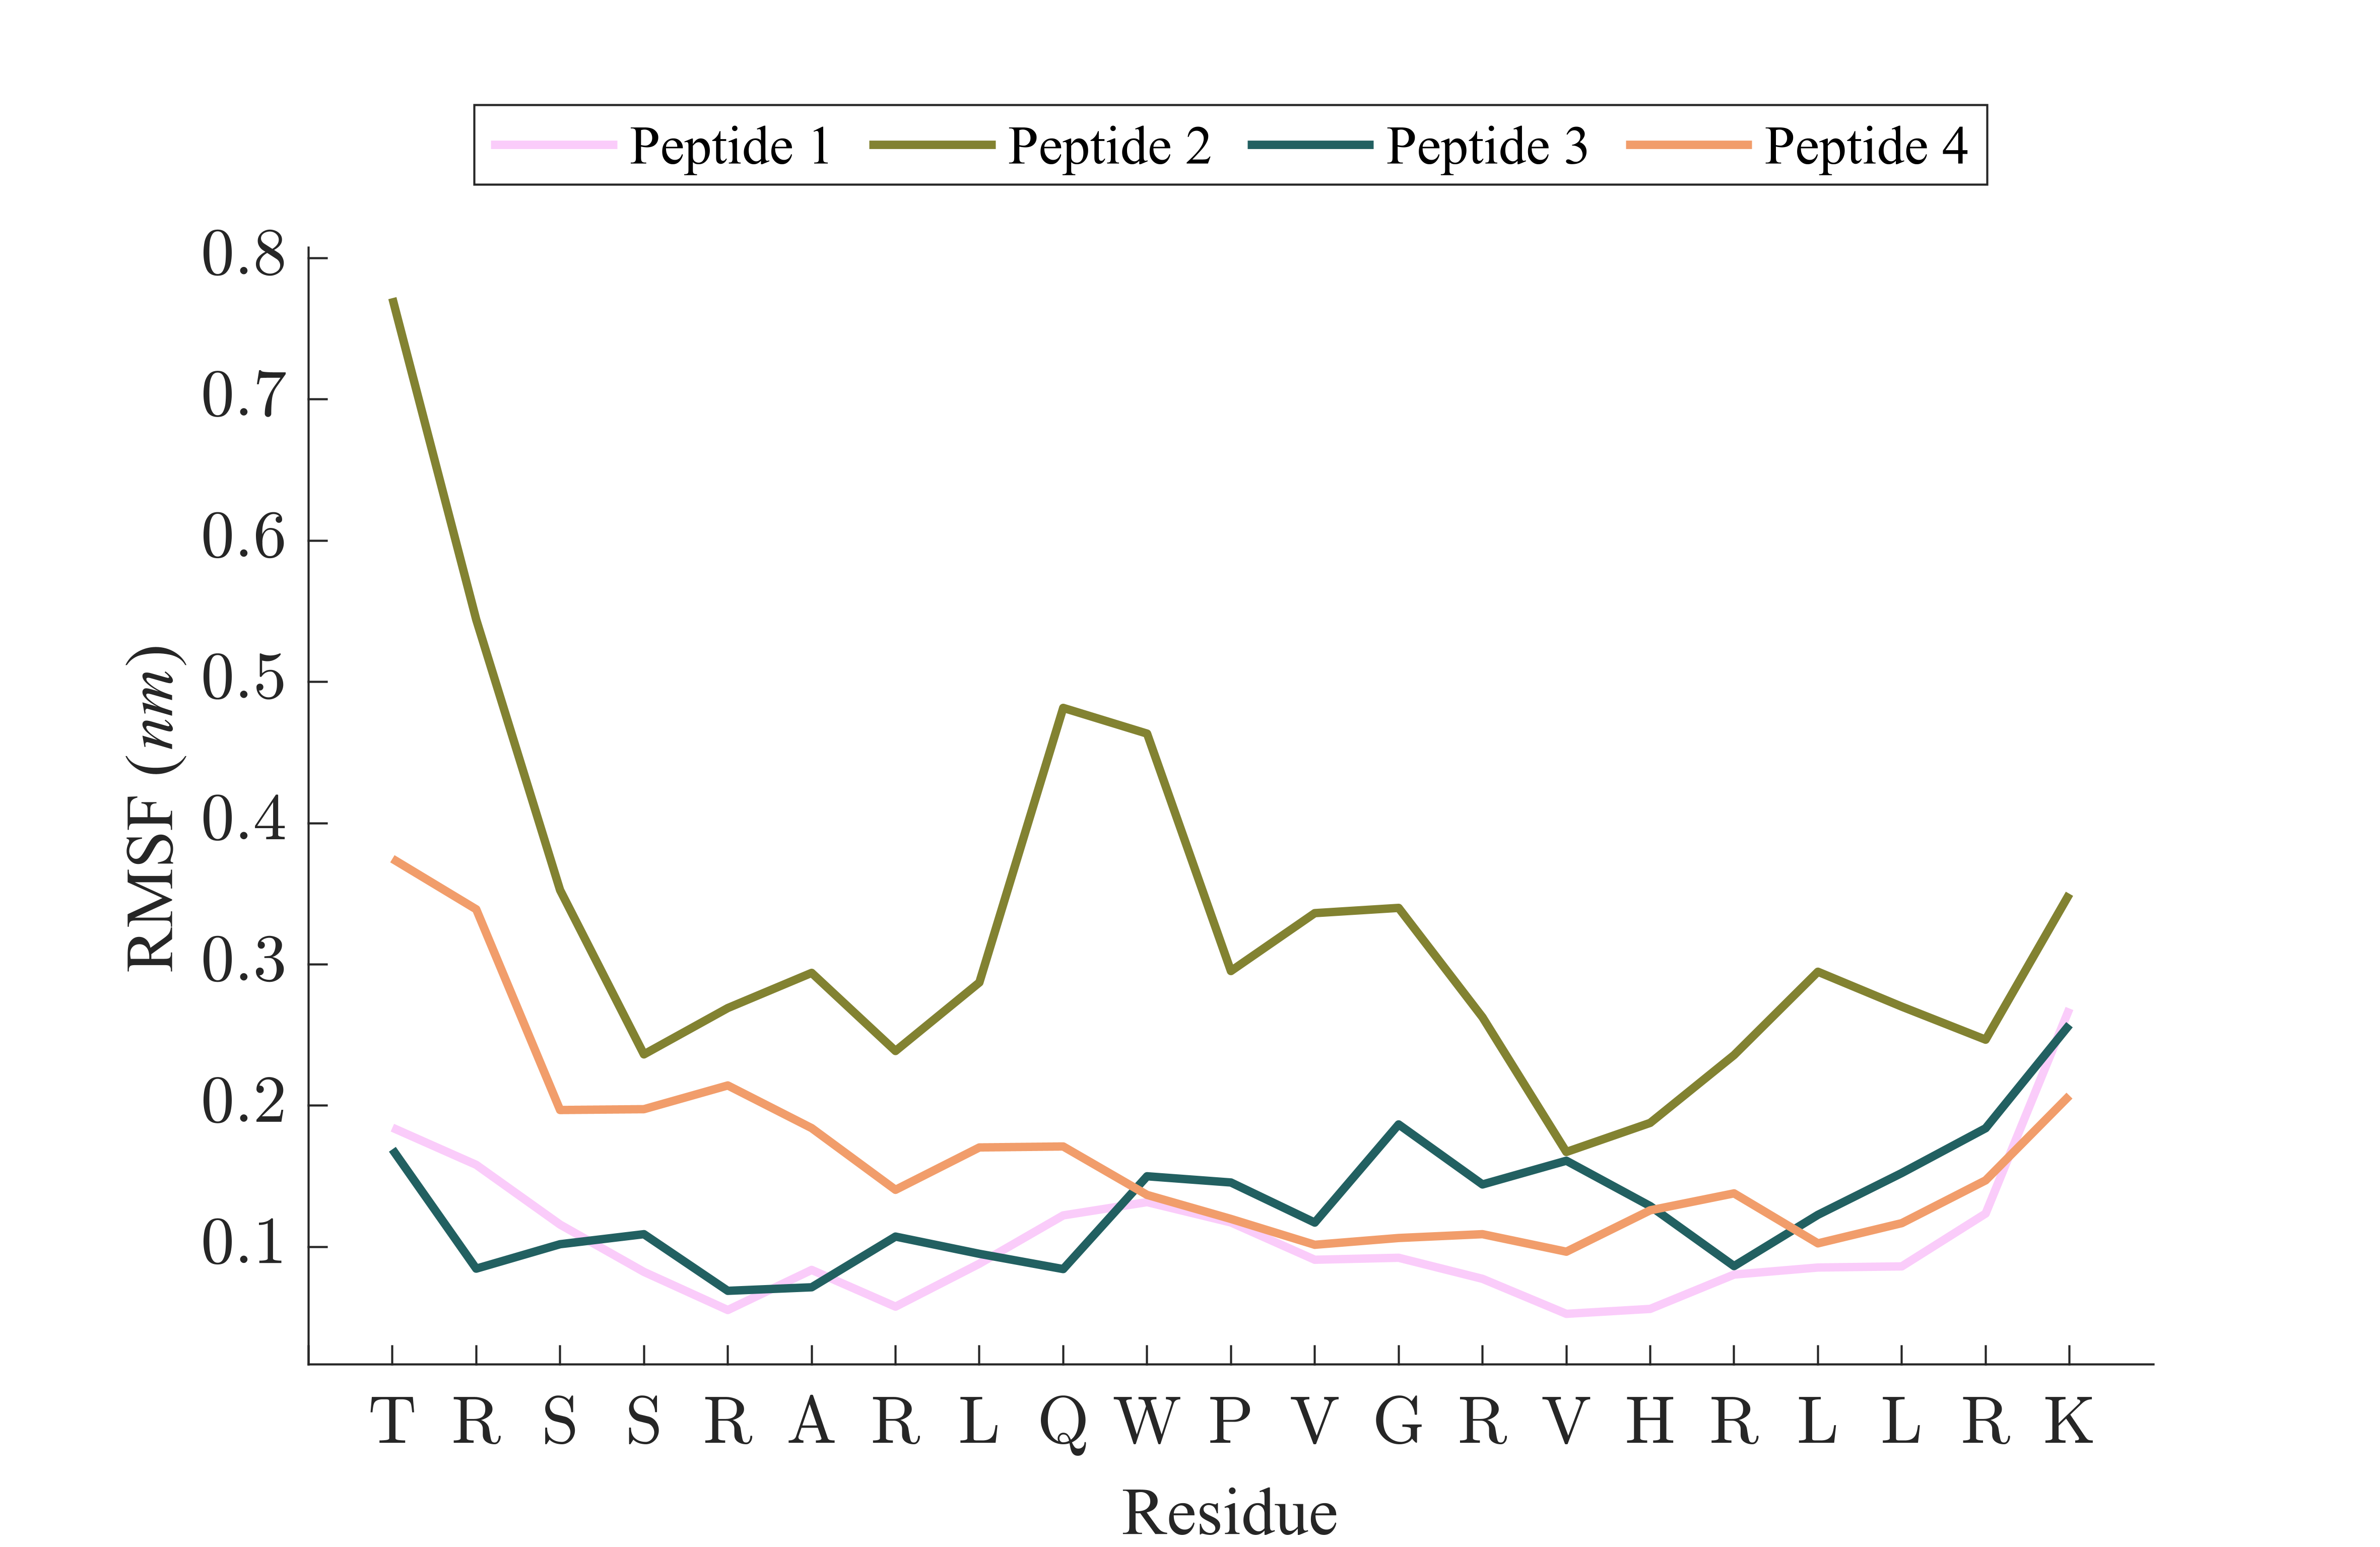 Peptide 1 Peptide 2 Peptide 3 Peptide 4
0.8
0.7
0.6
0.5
0.4
0.3
0.2
0.1
RMSF (nm)
T R S S R A R L Q W P V G R V H R L L R K
Residue